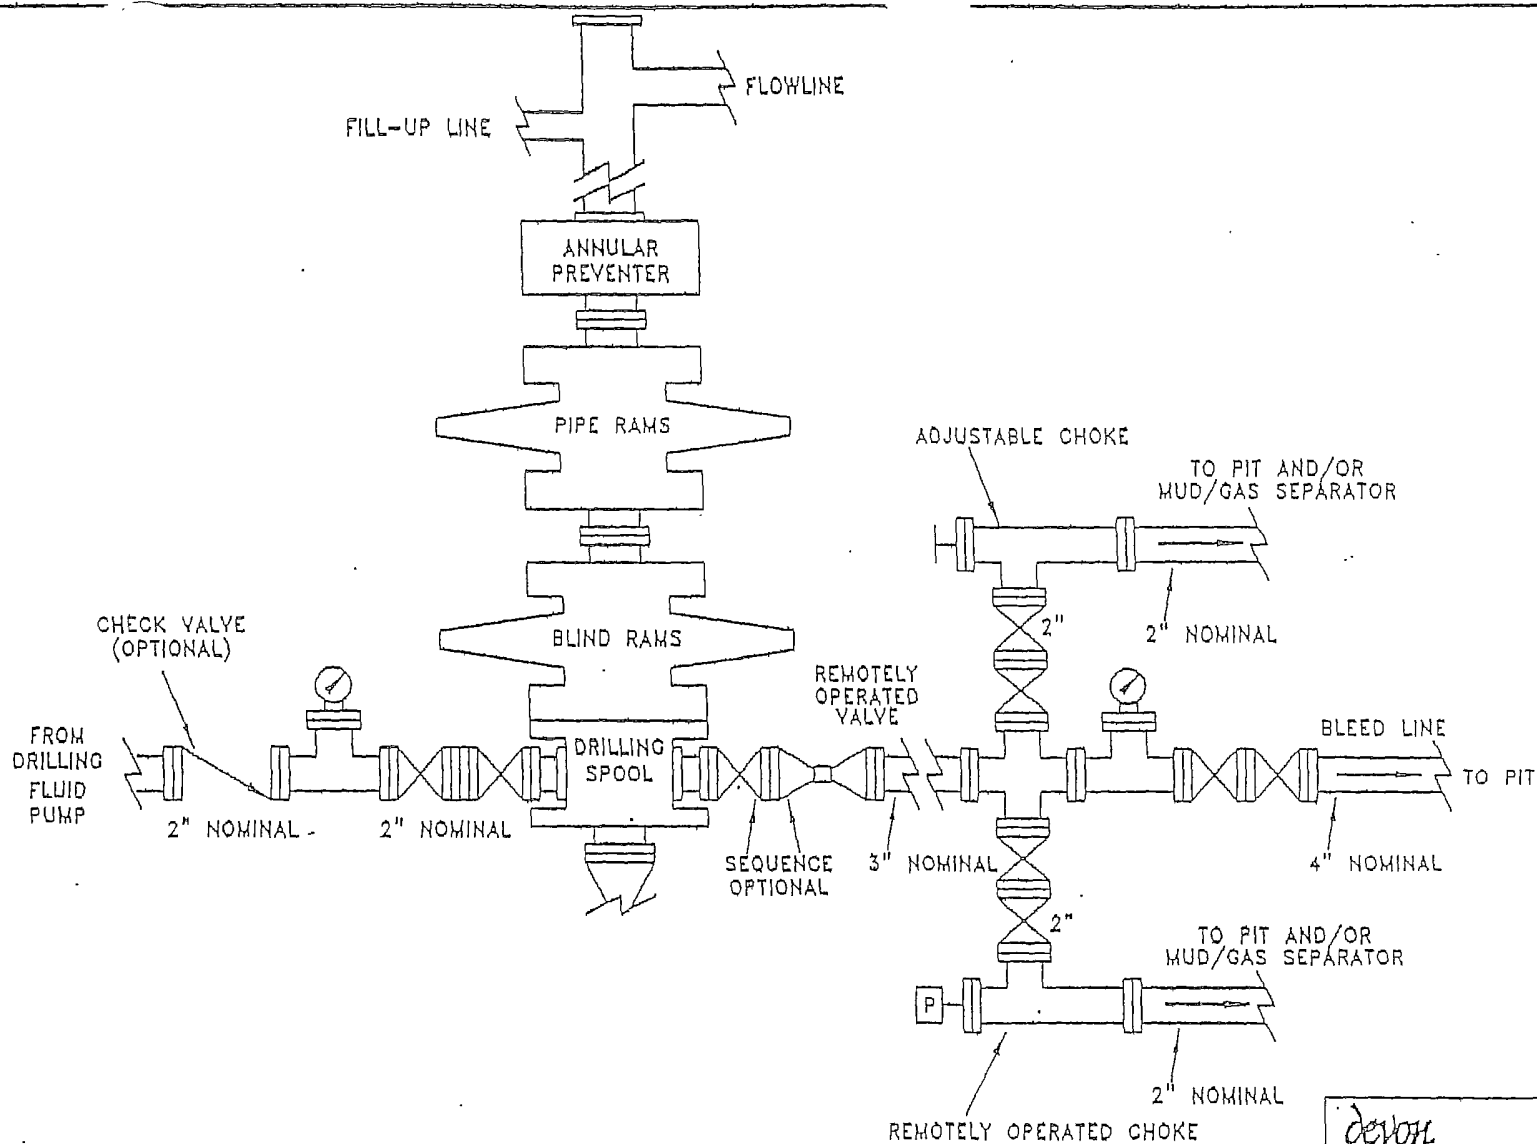 FLOWLINE
FILL-UP LINE
ANNULAR
PREVENTER
PIPE RAMS
ADJUSTABLE CHOKE
TO PIT AND/OR
MUD/GAS SEPARATOR
2"
2" NOMINAL
CHECK VALVE
(OPTIONAL)
BLIND RAMS
REMOTELY
OPERATED
VALVE
FROM
DRILLING
FLUID
PUMP
DRILLING
SPOOL
BLEED LINE
TO PIT
2" NOMINAL
2" NOMINAL
SEQUENCE
OPTIONAL
3" NOMINAL
4" NOMINAL
2"
TO PIT AND/OR
MUD/GAS SEPARATOR
P
2" NOMINAL
REMOTELY OPERATED CHOKE
devon